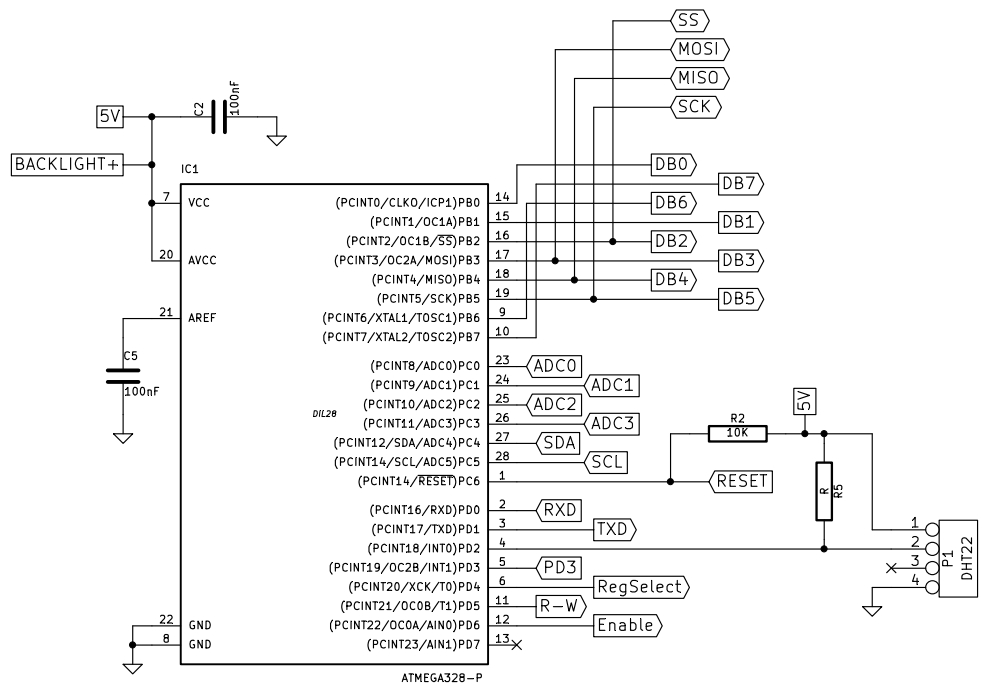 SS
MOSI
MISO
SCK
5V
C2
100nF
BACKLIGHT+
IC1
DB0
DB7
DB6
DB1
DB2
DB3
DB4
DB5
7 VCC
20 AVCC
21 AREF
C5
100nF
22 GND
8 GND
DIL28
(PCINT0/CLKO/ICP1)PB0 14
(PCINT1/OC1A)PB1 15
(PCINT2/OC1B/SS)PB2 16
(PCINT3/OC2A/MOSI)PB3 17
(PCINT4/MISO)PB4 18
(PCINT5/SCK)PB5 19
(PCINT6/XTAL1/TOSC1)PB6 9
(PCINT7/XTAL2/TOSC2)PB7 10
(PCINT8/ADC0)PC0 23 ADC0
(PCINT9/ADC1)PC1 24 ADC1
(PCINT10/ADC2)PC2 25 ADC2
(PCINT11/ADC3)PC3 26 ADC3
(PCINT12/SDA/ADC4)PC4 27 SDA
(PCINT14/SCL/ADC5)PC5 28 SCL
(PCINT14/RESET)PC6 1 RESET
(PCINT16/RXD)PD0 2 RXD
(PCINT17/TXD)PD1 3 TXD
(PCINT18/INT0)PD2 4
(PCINT19/OC2B/INT1)PD3 5 PD3
(PCINT20/XCK/T0)PD4 6 RegSelect
(PCINT21/OC0B/T1)PD5 11 R-W
(PCINT22/OC0A/AIN0)PD6 12 Enable
(PCINT23/AIN1)PD7 13
ATMEGA328-P
R2
10K
5V
R
R5
1
2
3
4
P1
DHT22